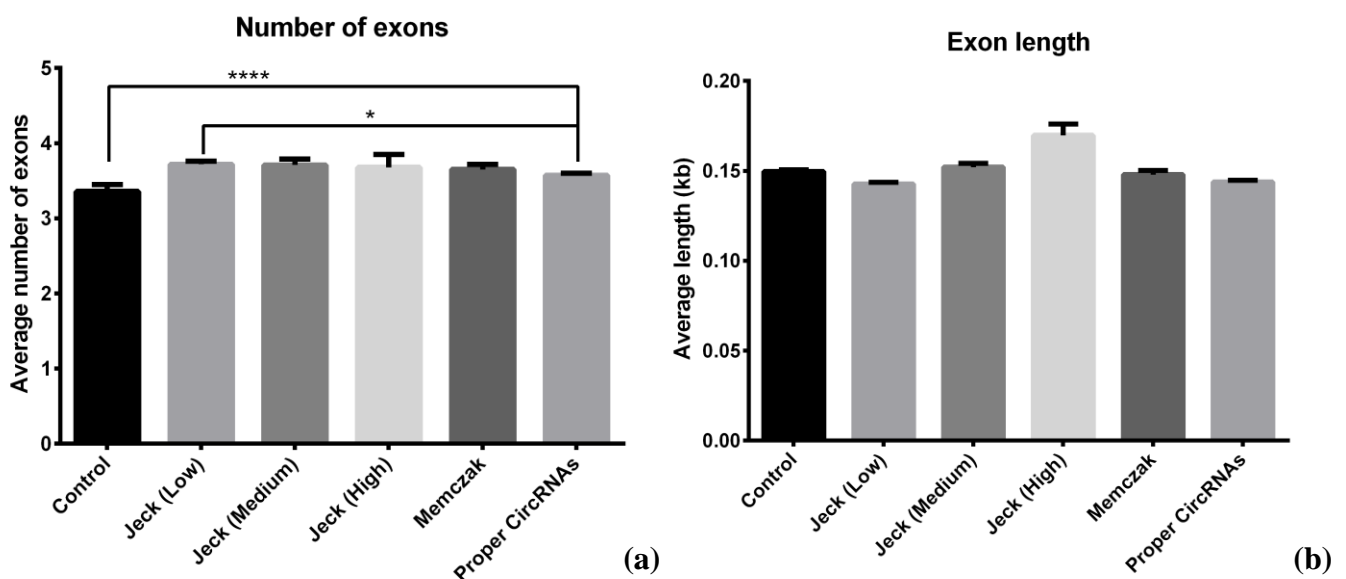 Number of exons
Average number of exons
5
4
3
2
1
0
****
*
Control
Jeck (Low)
Jeck (Medium)
Jeck (High)
Memczak
Proper CircRNAs
(a)
Exon length
Average length (kb)
0.20
0.15
0.10
0.05
0.00
Control
Jeck (Low)
Jeck (Medium)
Jeck (High)
Memczak
Proper CircRNAs
(b)